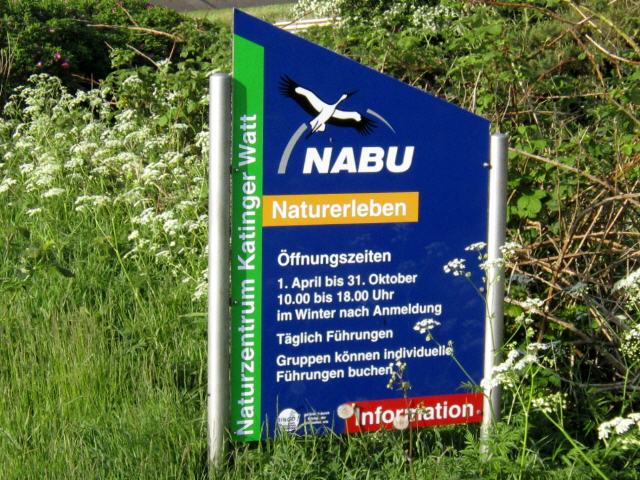 Naturzentrum Katinger Watt
NABU
Naturerleben
Öffnungszeiten
1. April bis 31. Oktober
10.00 bis 18.00 Uhr
im Winter nach Anmeldung
Täglich Führungen
Gruppen können individuelle
Führungen buchen
Information